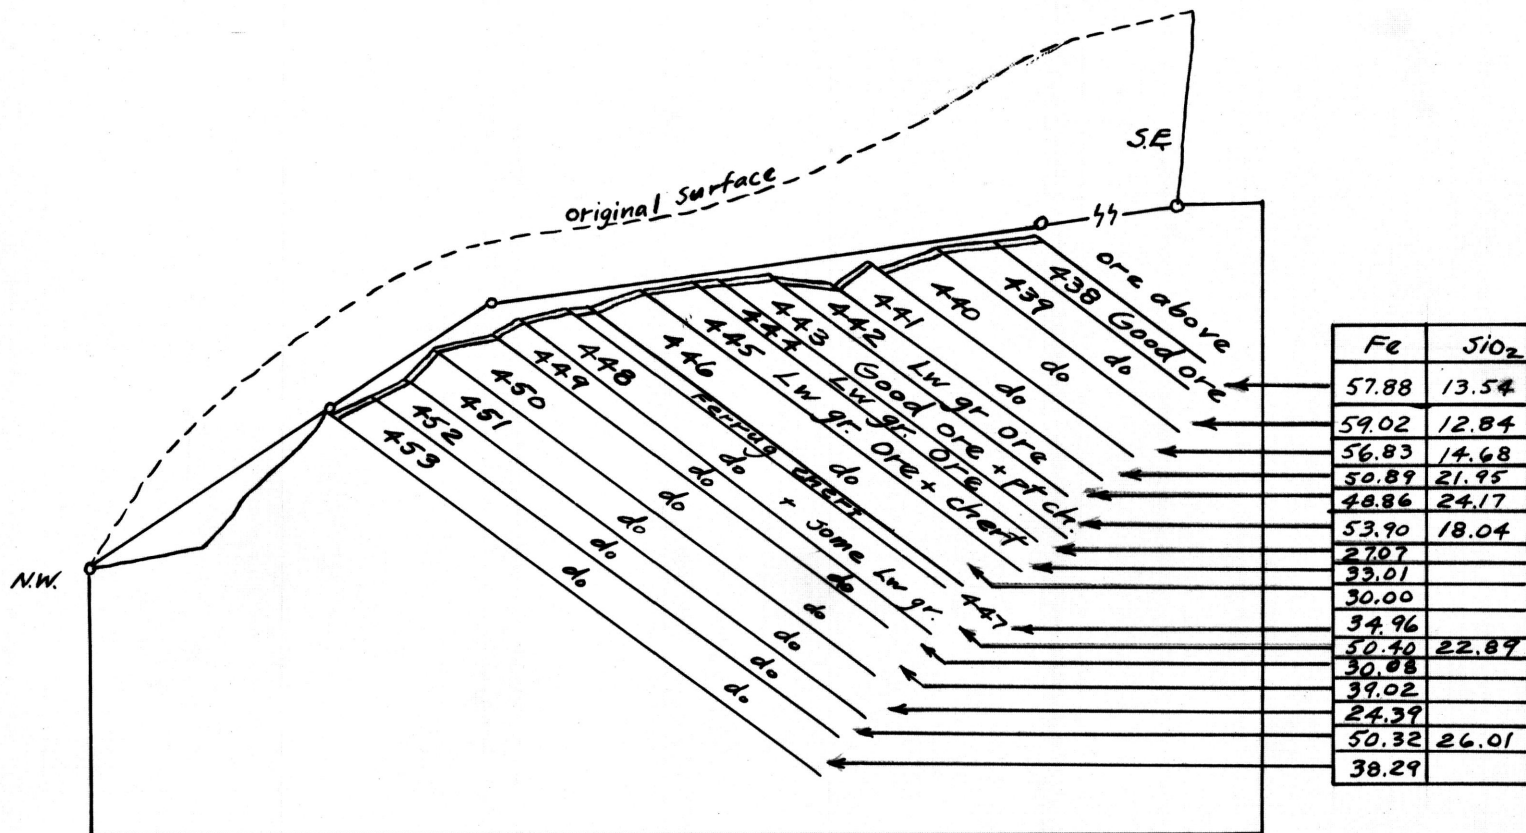 original surface
S.E
N.W.
ore above
438 Good ore
439 do
440 do
441 do
442 Lw gr ore
443 Good ore + pt ch.
444 Lw gr. Ore
445 Lw gr. Ore + chert
446 do
447
Ferrug chert + some Lw gr.
448 do do
449 do do
450 do do
451 do do
452 do do
453 do do
Fe SiO2
57.88 13.54
59.02 12.84
56.83 14.68
50.89 21.95
48.86 24.17
53.90 18.04
27.07
33.01
30.00
34.96
50.40 22.89
30.08
39.02
24.39
50.32 26.01
38.29